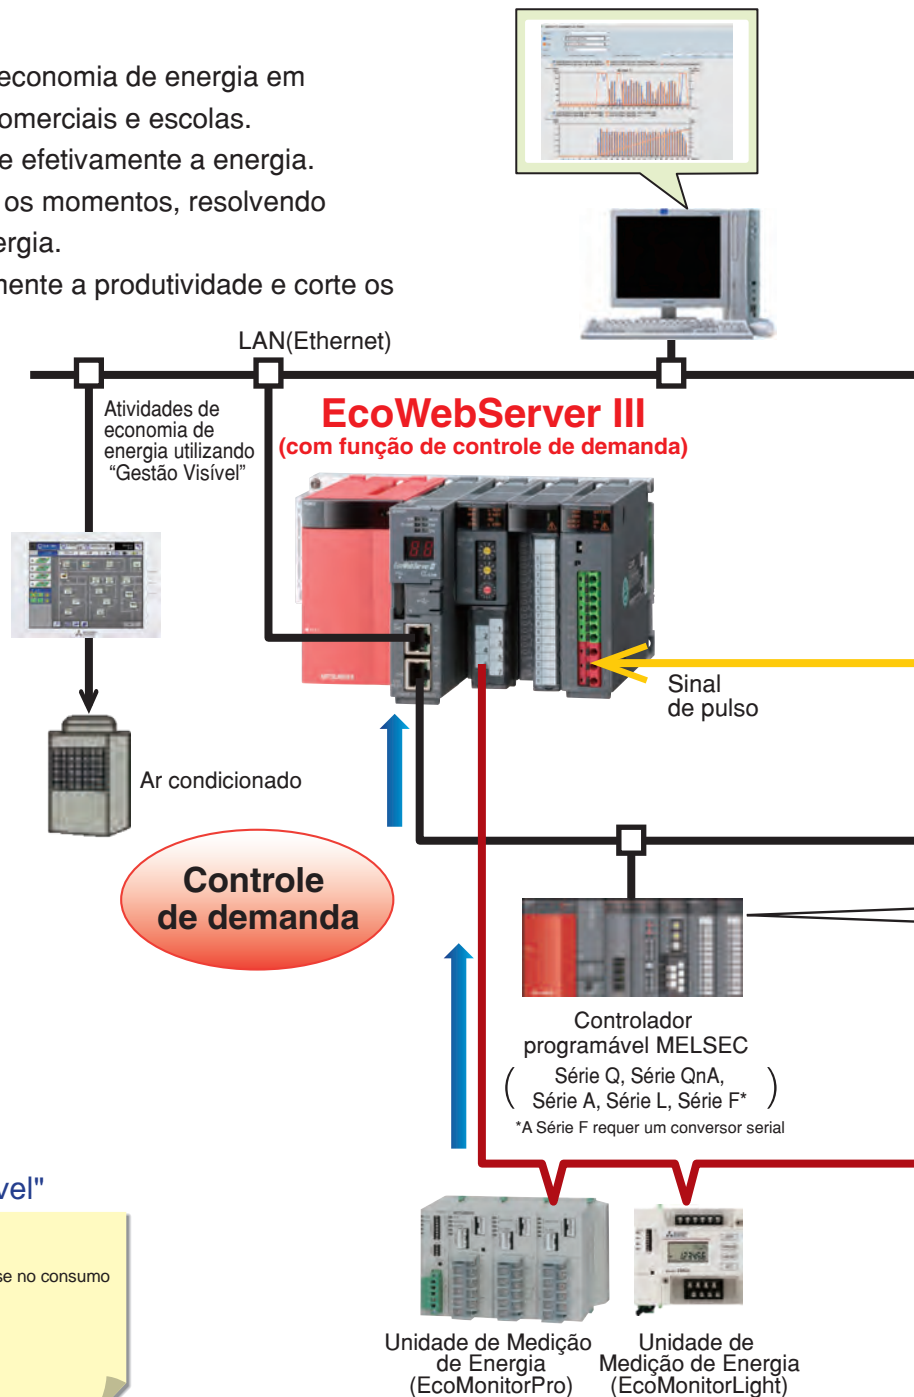 economia de energia em
omerciais e escolas.
e efetivamente a energia.
os momentos, resolvendo
ergia.
mente a produtividade e corte os
LAN(Ethernet)
Atividades de
economia de
energia utilizando
“Gestão Visível”
EcoWebServer III
(com função de controle de demanda)
Sinal
de pulso
Ar condicionado
Controle
de demanda
Controlador
programável MELSEC
( Série Q, Série QnA,
Série A, Série L, Série F* )
*A Série F requer um conversor serial
vel"
se no consumo
Unidade de Medição
de Energia
(EcoMonitorPro)
Unidade de
Medição de Energia
(EcoMonitorLight)